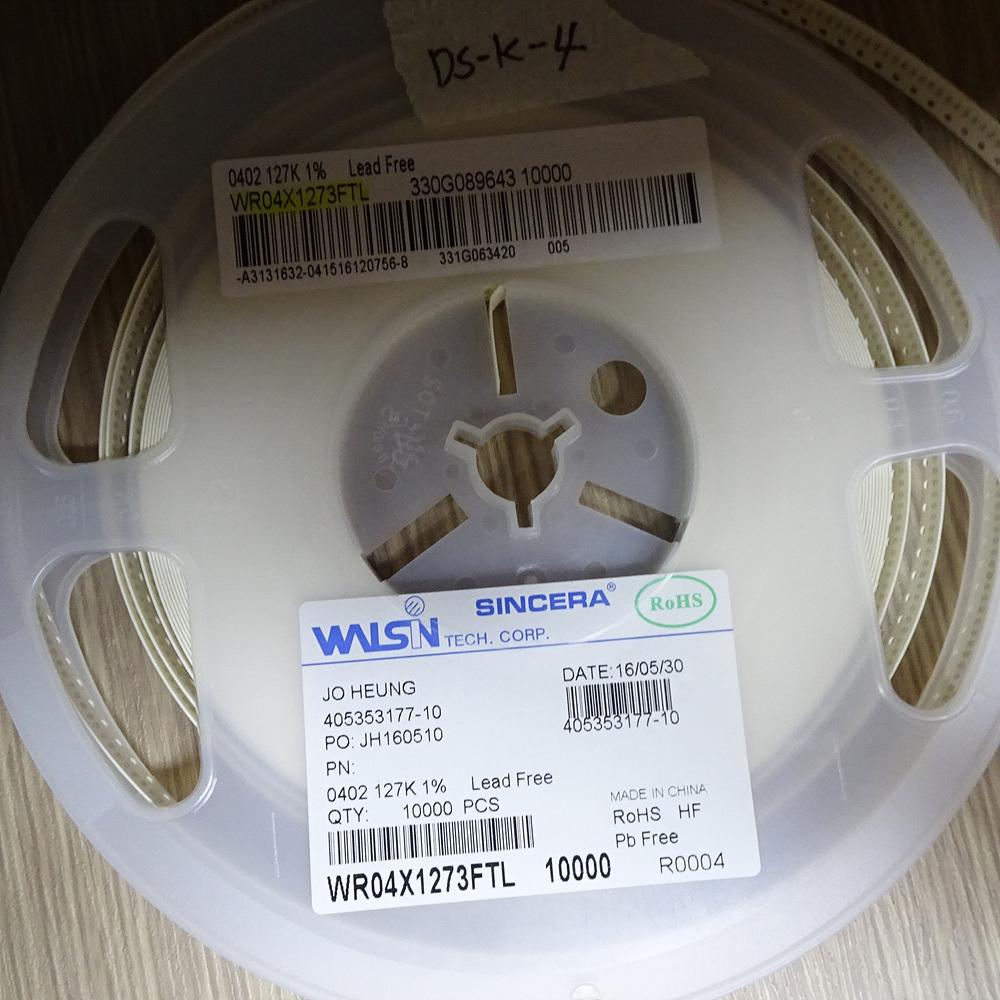 DS-K-4
0402 127K 1% Lead Free
WR04X1273FTL 330G089643 10000
-A3131632-041516120756-8 331G063420 005
WALSIN TECH. CORP. SINCERA® RoHS
JO HEUNG
DATE:16/05/30
405353177-10
405353177-10
PO: JH160510
PN:
0402 127K 1% Lead Free
QTY: 10000 PCS
MADE IN CHINA
RoHS HF
Pb Free
WR04X1273FTL 10000 R0004